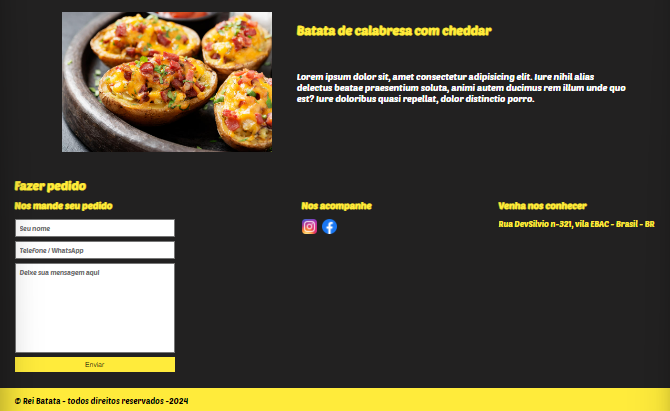 Batata de calabresa com cheddar
Lorem ipsum dolor sit, amet consectetur adipisicing elit. Iure nihil alias
delectus beatae praesentium soluta, animi autem ducimus rem illum unde quo
est? Iure doloribus quasi repellat, dolor distinctio porro.
Fazer pedido
Nos mande seu pedido
Seu nome
Telefone / WhatsApp
Deixe sua mensagem aqui
Enviar
Nos acompanhe
Venha nos conhecer
Rua DevSilvio n-321, vila EBAC - Brasil - BR
© Rei Batata - todos direitos reservados -2024